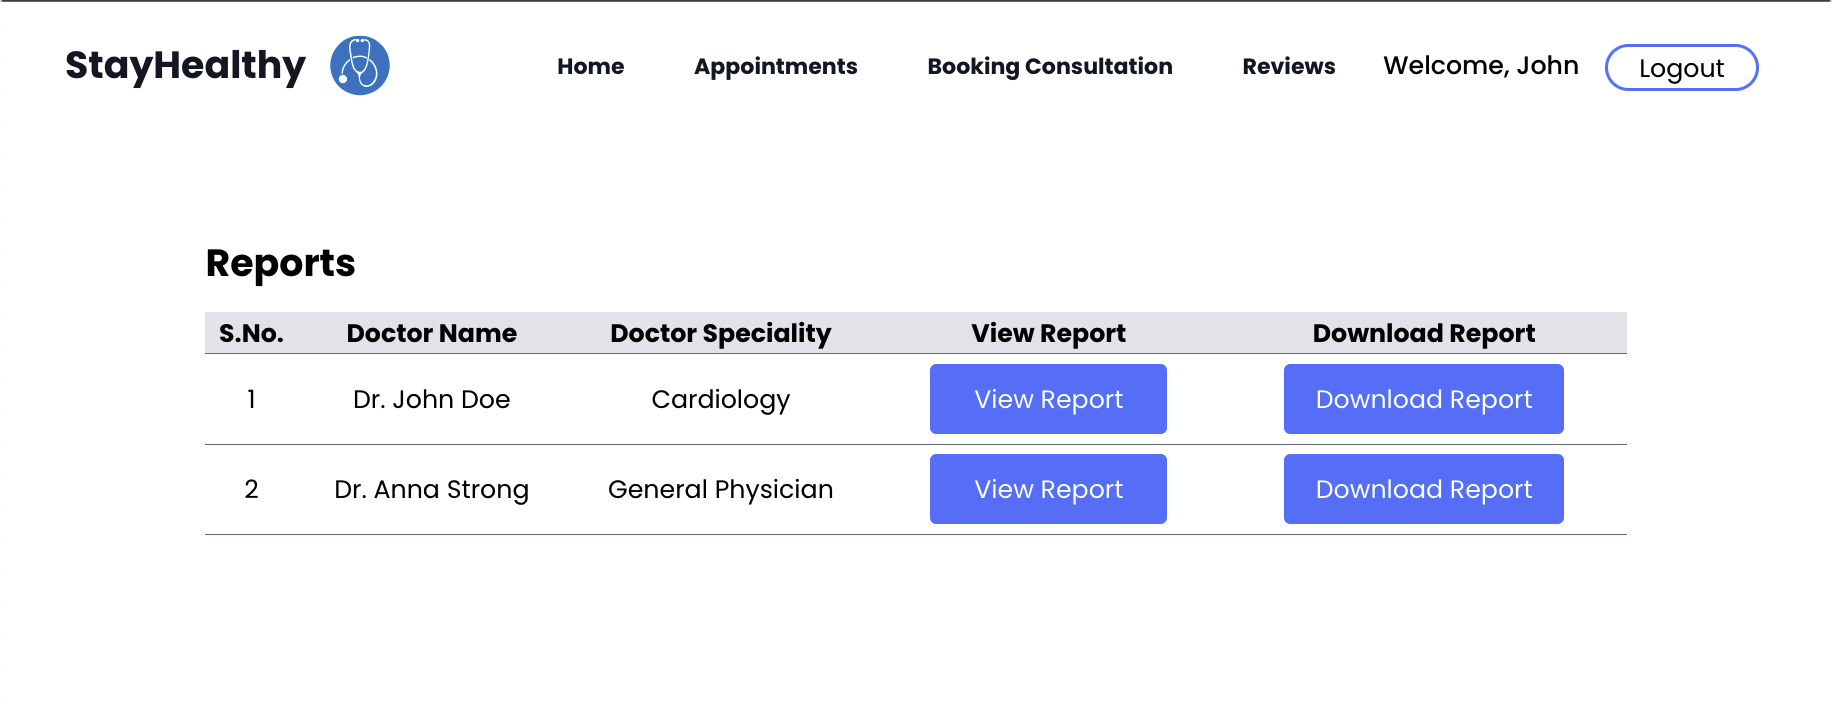 StayHealthy Home Appointments Booking Consultation Reviews Welcome, John Logout
Reports
S.No. Doctor Name Doctor Speciality View Report Download Report
1 Dr. John Doe Cardiology View Report Download Report
2 Dr. Anna Strong General Physician View Report Download Report